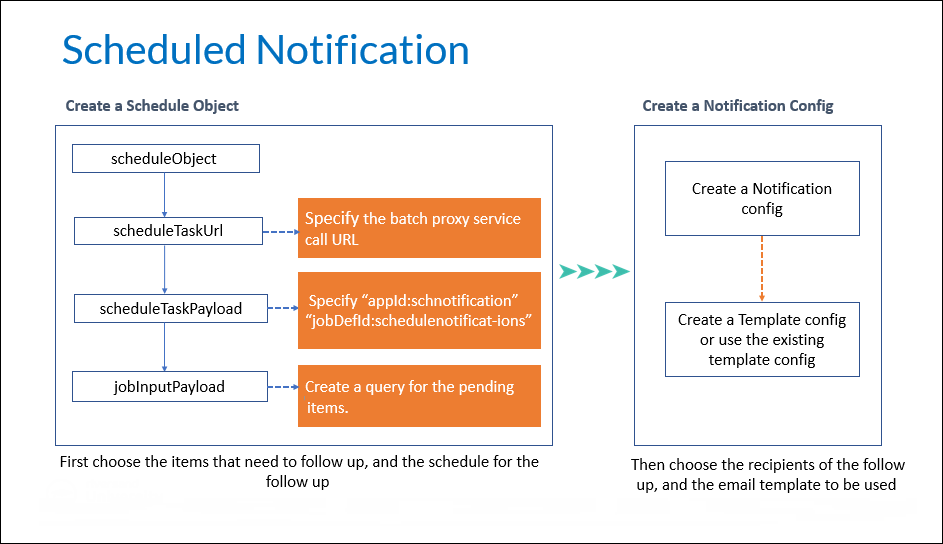 Scheduled Notification
Create a Schedule Object
scheduleObject
scheduleTaskUrl
Specify the batch proxy service
call URL
scheduleTaskPayload
Specify “appId:schnotification”
“jobDefId:schedulenotificat-ions”
jobInputPayload
Create a query for the pending
items.
First choose the items that need to follow up, and the schedule for the
follow up
Create a Notification Config
Create a Notification
config
Create a Template config
or use the existing
template config
Then choose the recipients of the follow
up, and the email template to be used